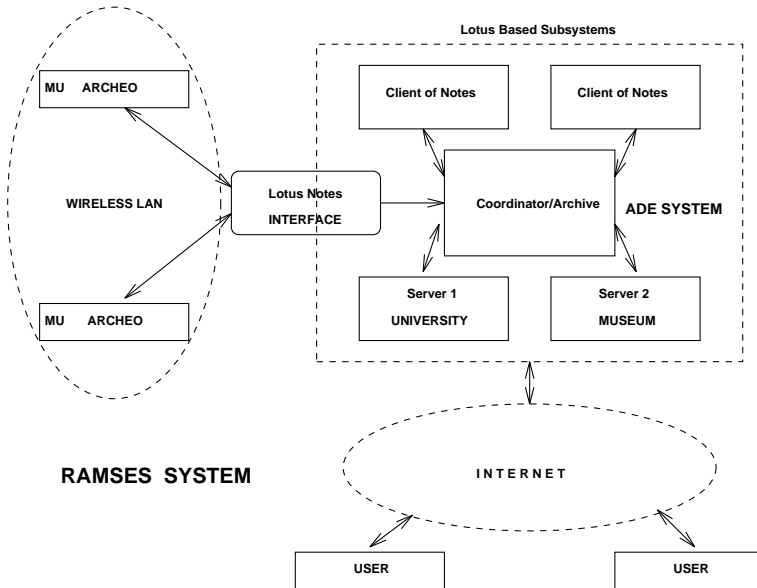 Lotus Based Subsystems
MU ARCHEO
Client of Notes
Client of Notes
WIRELESS LAN
Lotus Notes
INTERFACE
Coordinator/Archive
ADE SYSTEM
MU ARCHEO
Server 1
UNIVERSITY
Server 2
MUSEUM
RAMSES SYSTEM
INTERNET
USER
USER